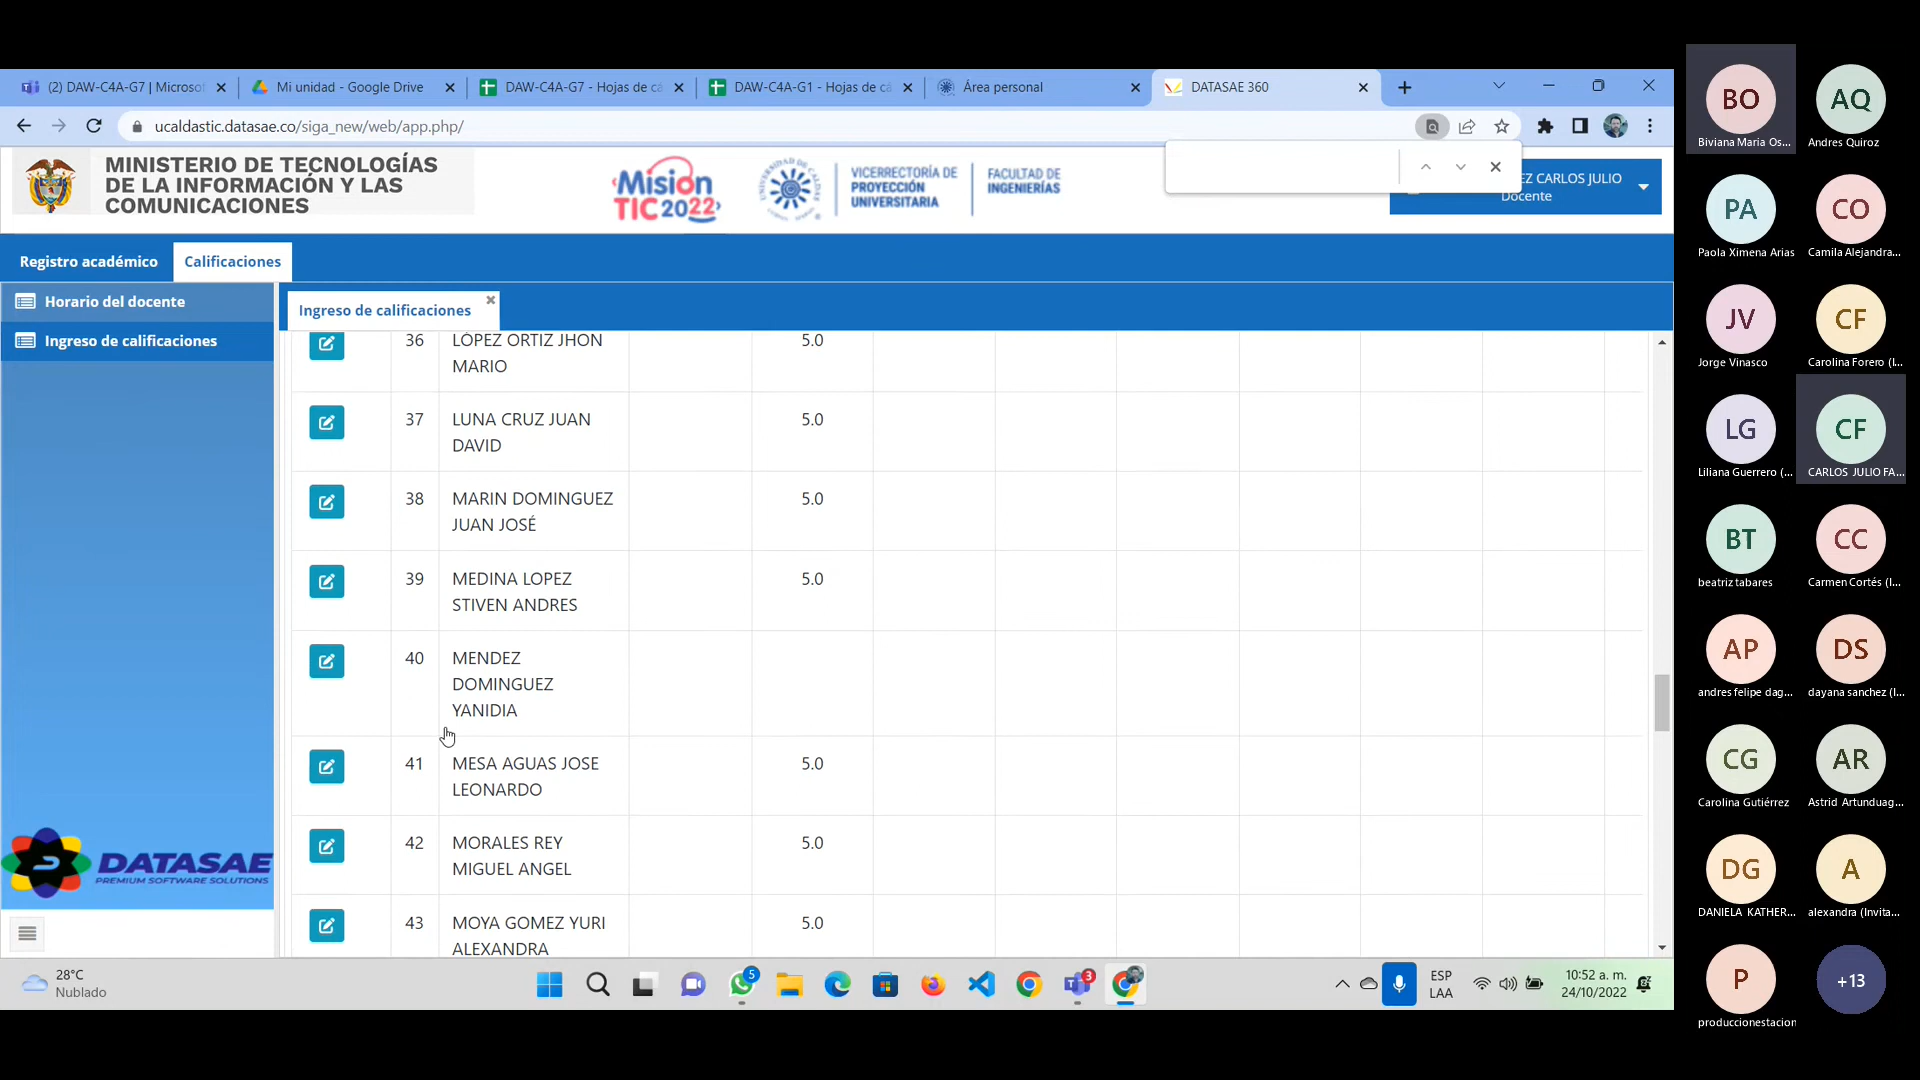 (2) DAW-C4A-G7 | Microsof
Mi unidad - Google Drive
DAW-C4A-G7 - Hojas de cá
DAW-C4A-G1 - Hojas de cá
Área personal
DATASAE 360
ucaldastic.datasae.co/siga_new/web/app.php/
MINISTERIO DE TECNOLOGÍAS
DE LA INFORMACIÓN Y LAS
COMUNICACIONES
Misión
TIC 2022
VICERRECTORÍA DE
PROYECCIÓN
UNIVERSITARIA
FACULTAD DE
INGENIERÍAS
EZ CARLOS JULIO
Docente
Registro académico
Calificaciones
Horario del docente
Ingreso de calificaciones
Ingreso de calificaciones
36 LÓPEZ ORTIZ JHON 5.0
MARIO
37 LUNA CRUZ JUAN 5.0
DAVID
38 MARIN DOMINGUEZ 5.0
JUAN JOSÉ
39 MEDINA LOPEZ 5.0
STIVEN ANDRES
40 MENDEZ
DOMINGUEZ
YANIDIA
41 MESA AGUAS JOSE 5.0
LEONARDO
42 MORALES REY 5.0
MIGUEL ANGEL
43 MOYA GOMEZ YURI 5.0
ALEXANDRA
DATASAE
PREMIUM SOFTWARE SOLUTIONS
28°C
Nublado
5
3
ESP
LAA
10:52 a. m.
24/10/2022
BO
Biviana Maria Os...
AQ
Andres Quiroz
PA
Paola Ximena Arias
CO
Camila Alejandra...
JV
Jorge Vinasco
CF
Carolina Forero (I...
LG
Liliana Guerrero (...
CF
CARLOS JULIO FA...
BT
beatriz tabares
CC
Carmen Cortés (I...
AP
andres felipe dag...
DS
dayana sanchez (I...
CG
Carolina Gutiérrez
AR
Astrid Artunduag...
DG
DANIELA KATHER...
A
alexandra (Invita...
P
produccionestacion
+13